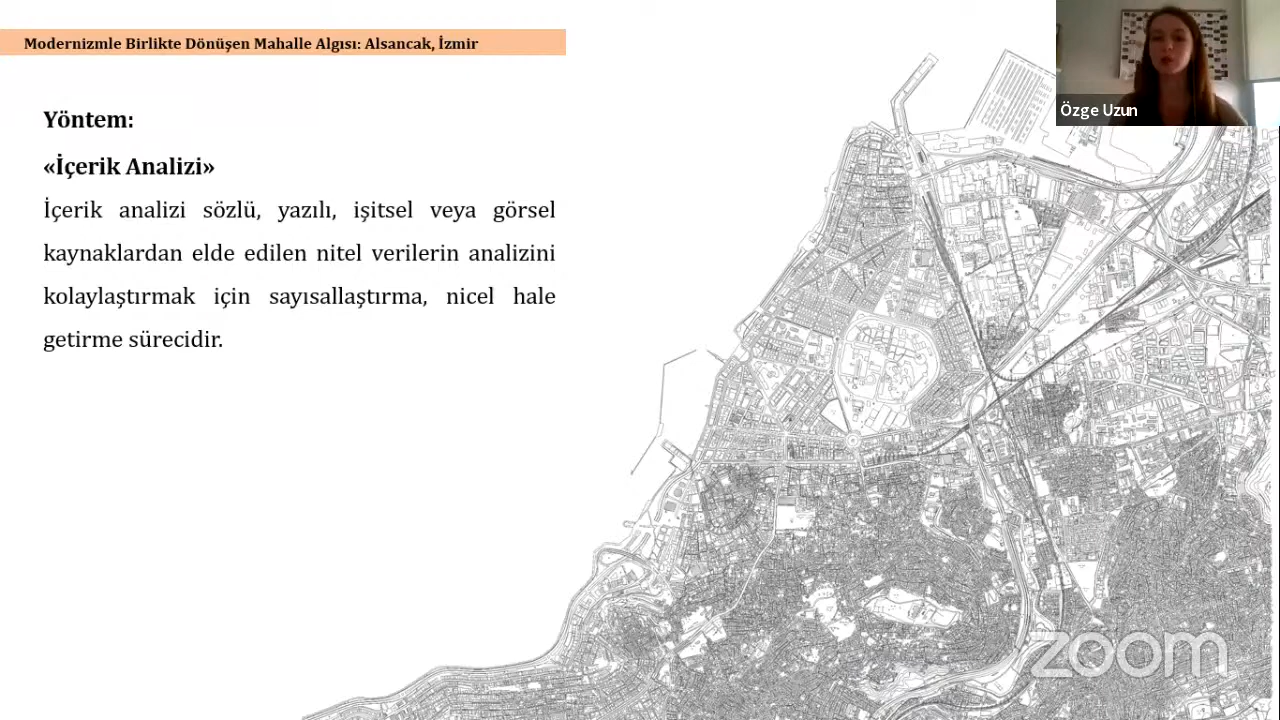 Modernizmle Birlikte Dönüşen Mahalle Algısı: Alsancak, İzmir
Özge Uzun
Yöntem:
«İçerik Analizi»
İçerik analizi sözlü, yazılı, işitsel veya görsel
kaynaklardan elde edilen nitel verilerin analizini
kolaylaştırmak için sayısallaştırma, nicel hale
getirme sürecidir.
zoom